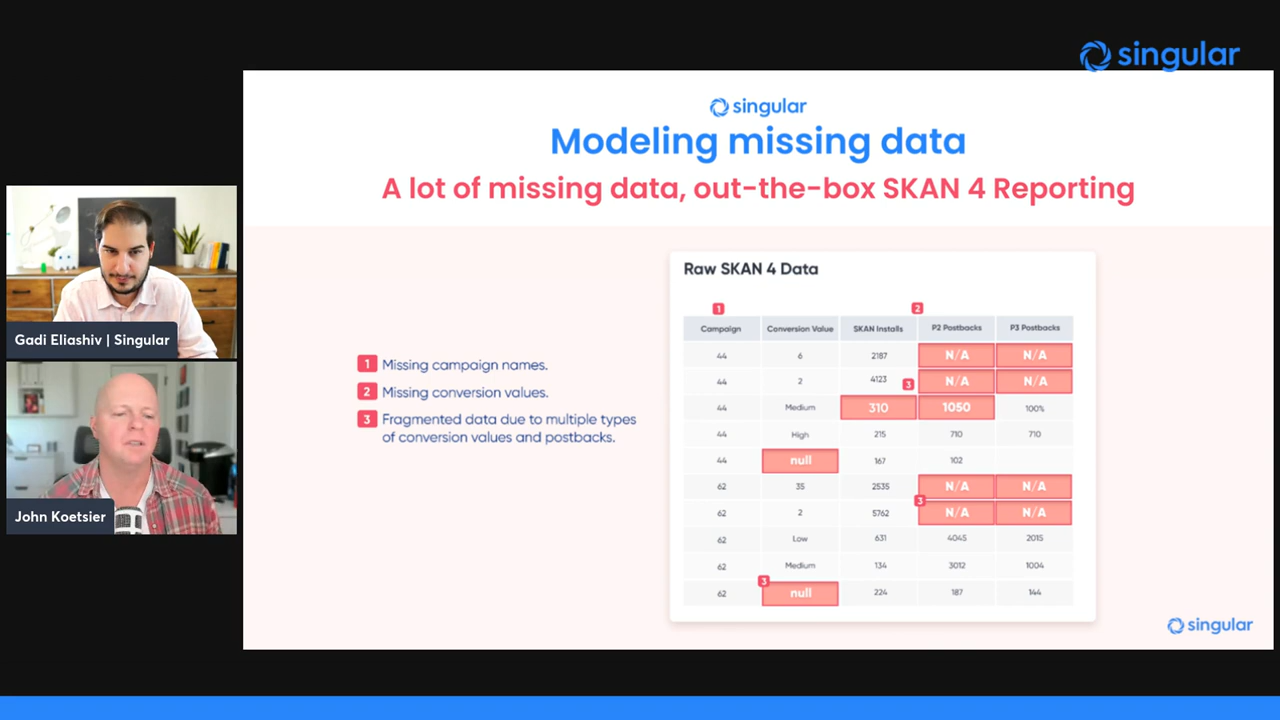 singular
singular
Modeling missing data
A lot of missing data, out-the-box SKAN 4 Reporting
Gadi Eliashiv | Singular
John Koetsier
1 Missing campaign names.
2 Missing conversion values.
3 Fragmented data due to multiple types
of conversion values and postbacks.
Raw SKAN 4 Data
1 2
Campaign Conversion Value SKAN Installs P2 Postbacks P3 Postbacks
44 6 2187 N/A N/A
44 2 4123 3 N/A N/A
44 Medium 310 1050 100%
44 High 215 710 710
44 null 167 102
62 35 2535 N/A N/A
3
62 2 5762 N/A N/A
62 Low 631 4045 2015
62 Medium 134 3012 1004
3
62 null 224 187 144
singular